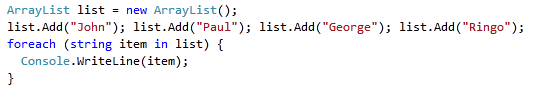 ArrayList list = new ArrayList();
list.Add("John"); list.Add("Paul"); list.Add("George"); list.Add("Ringo");
foreach (string item in list) {
  Console.WriteLine(item);
}